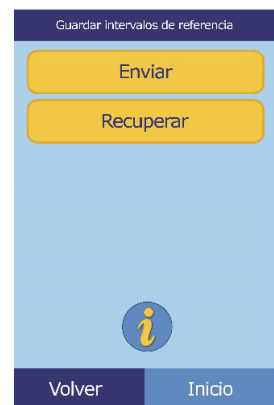 Guardar intervalos de referencia
Enviar
Recuperar
i
Volver Inicio